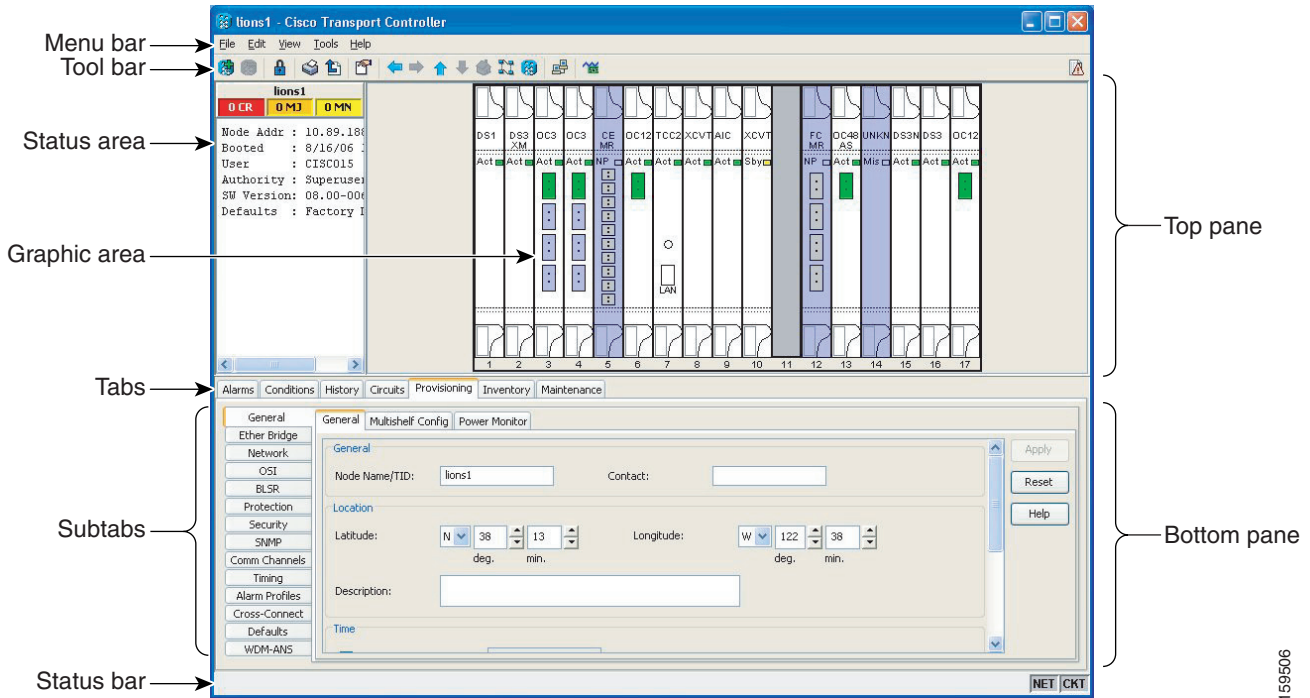 lions1 - Cisco Transport Controller
Menu bar
File Edit View Tools Help
Tool bar
lions1
0 CR 0 MJ 0 MN
Status area
Node Addr : 10.89.188
Booted : 8/16/06
User : CISCO15
Authority : Superuser
SW Version: 08.00-006
Defaults : Factory
DS1 DS3 XM OC3 OC3 CE MR OC12 TCC2 XCVT AIC XCVT FC MR OC48 AS UNKN DS3N DS3 OC12
Act Act Act Act NP Act Act Act Act Sby NP Act Mis Act Act Act
Top pane
Graphic area
LAN
1 2 3 4 5 6 7 8 9 10 11 12 13 14 15 16 17
Tabs
Alarms Conditions History Circuits Provisioning Inventory Maintenance
Subtabs
General
Ether Bridge
Network
OSI
BLSR
Protection
Security
SNMP
Comm Channels
Timing
Alarm Profiles
Cross-Connect
Defaults
WDM-ANS
General Multishelf Config Power Monitor
General
Node Name/TID: lions1 Contact:
Location
Latitude: N 38 13 Longitude: W 122 38
deg. min. deg. min.
Description:
Time
Apply
Reset
Help
Bottom pane
Status bar
NET CKT
159506